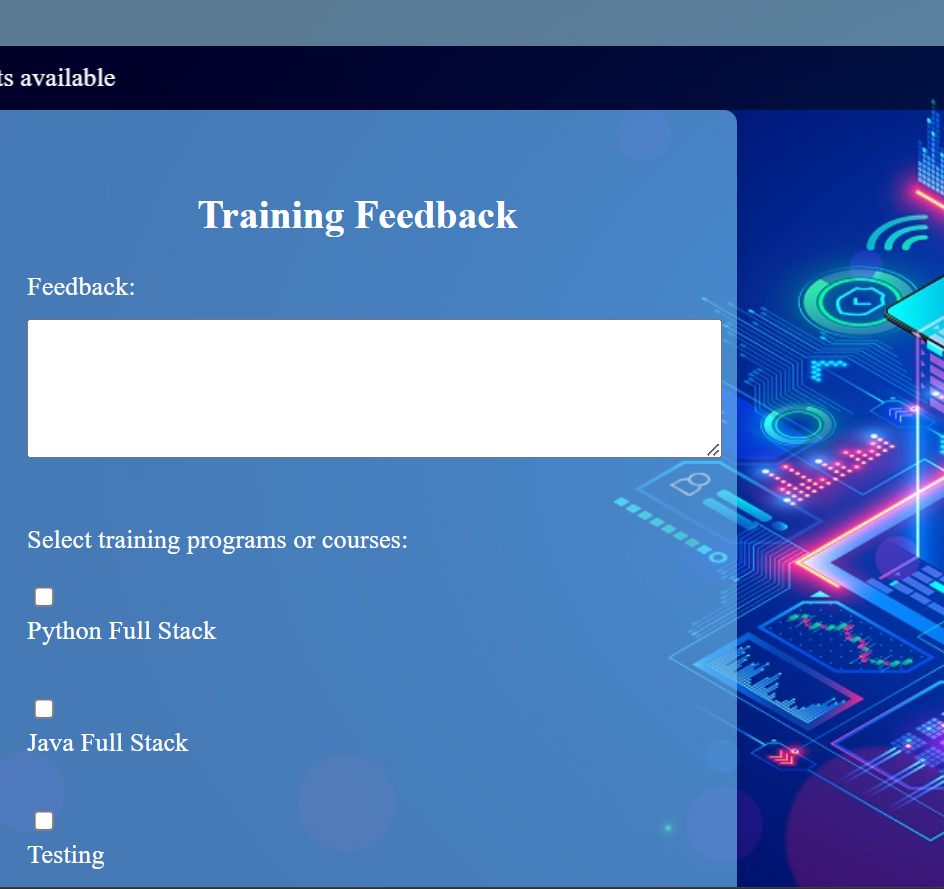 ts available
Training Feedback
Feedback:
Select training programs or courses:
Python Full Stack
Java Full Stack
Testing